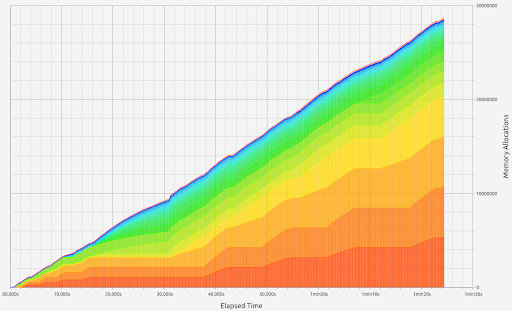 30000000
20000000
10000000
0
Memory Allocations
00.000s 10.000s 20.000s 30.000s 40.000s 50.000s 1min00s 1min10s 1min20s 1min30s
Elapsed Time